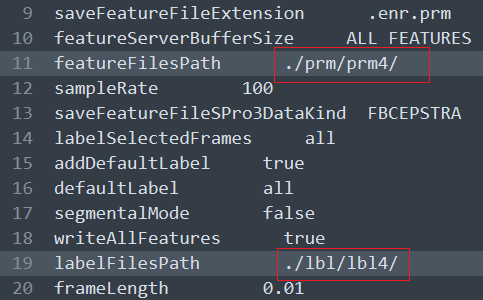 9 saveFeatureFileExtension .enr.prm
10 featureServerBufferSize ALL FEATURES
11 featureFilesPath ./prm/prm4/
12 sampleRate 100
13 saveFeatureFileSPro3DataKind FBCEPSTRA
14 labelSelectedFrames all
15 addDefaultLabel true
16 defaultLabel all
17 segmentalMode false
18 writeAllFeatures true
19 labelFilesPath ./lbl/lbl4/
20 frameLength 0.01